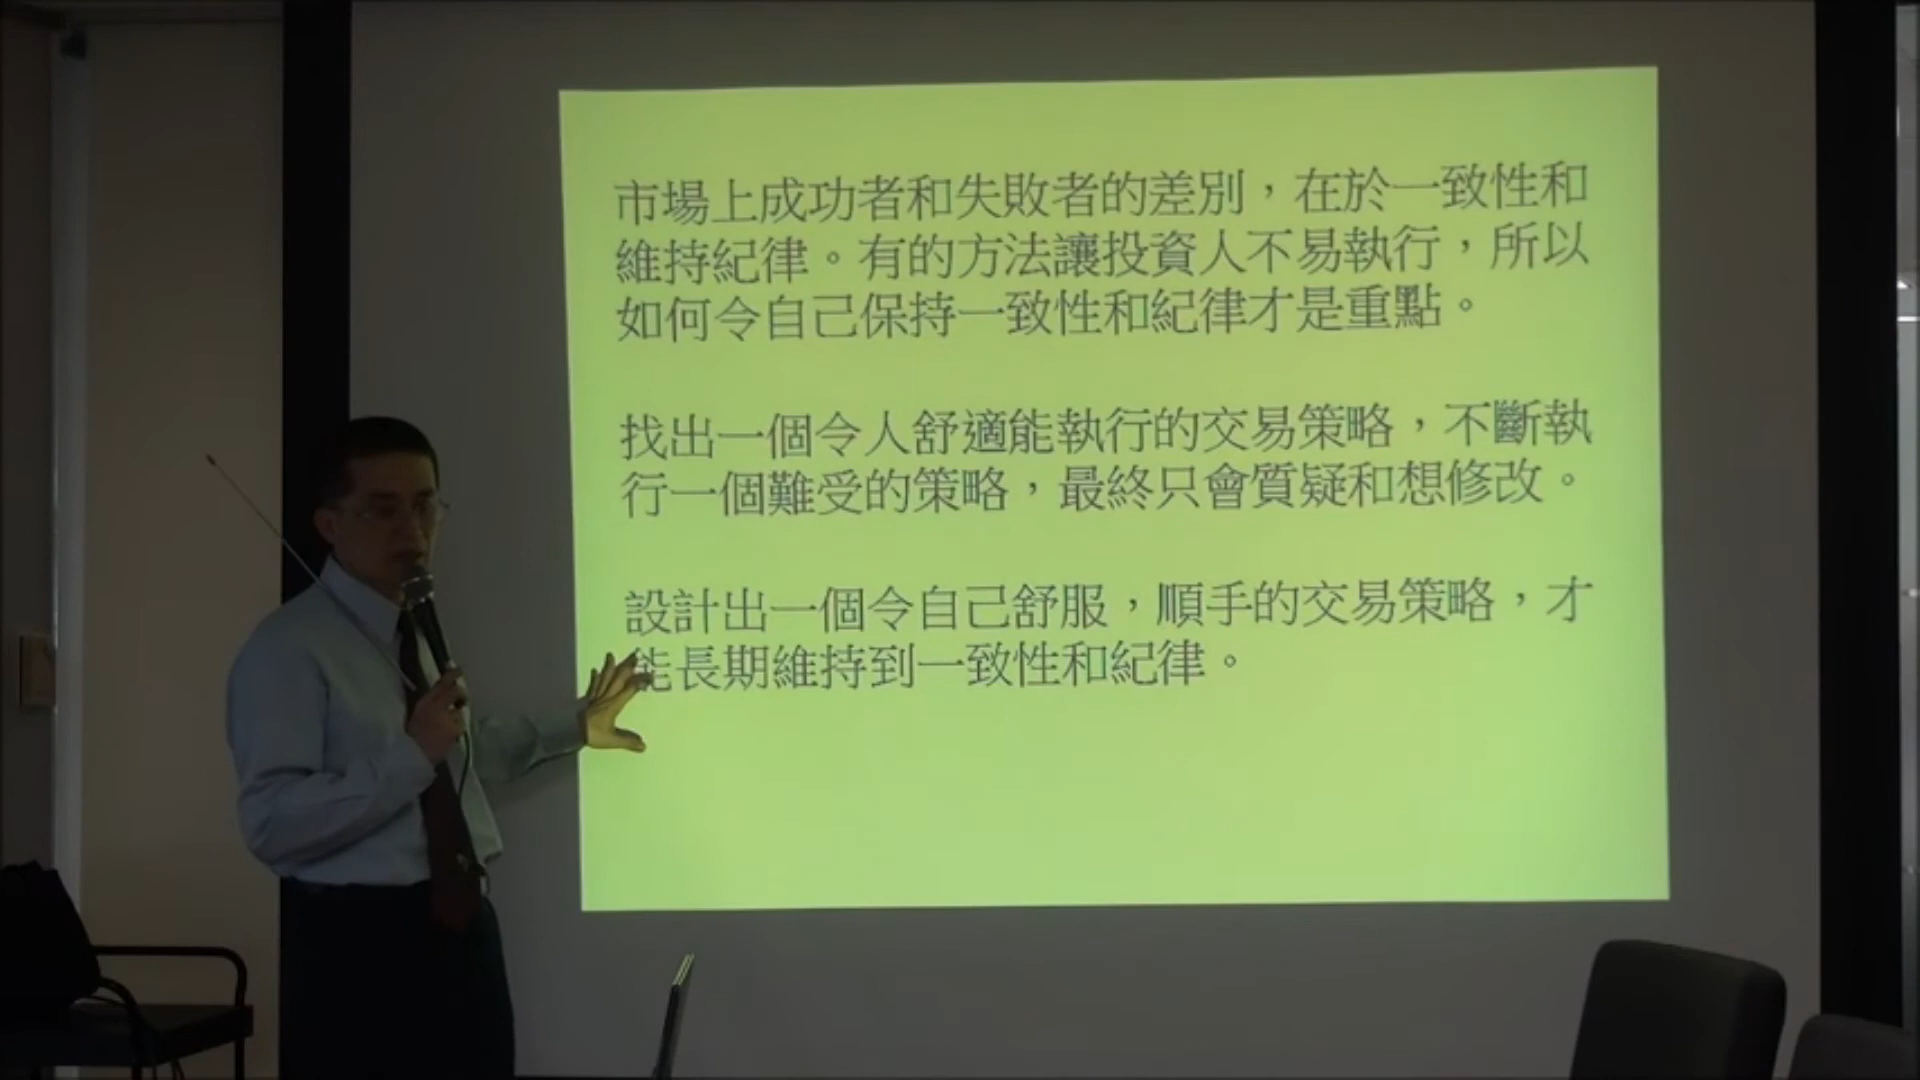 市場上成功者和失敗者的差別，在於一致性和
維持紀律。有的方法讓投資人不易執行，所以
如何令自己保持一致性和紀律才是重點。
找出一個令人舒適能執行的交易策略，不斷執
行一個難受的策略，最終只會質疑和想修改。
設計出一個令自己舒服，順手的交易策略，才
能長期維持到一致性和紀律。